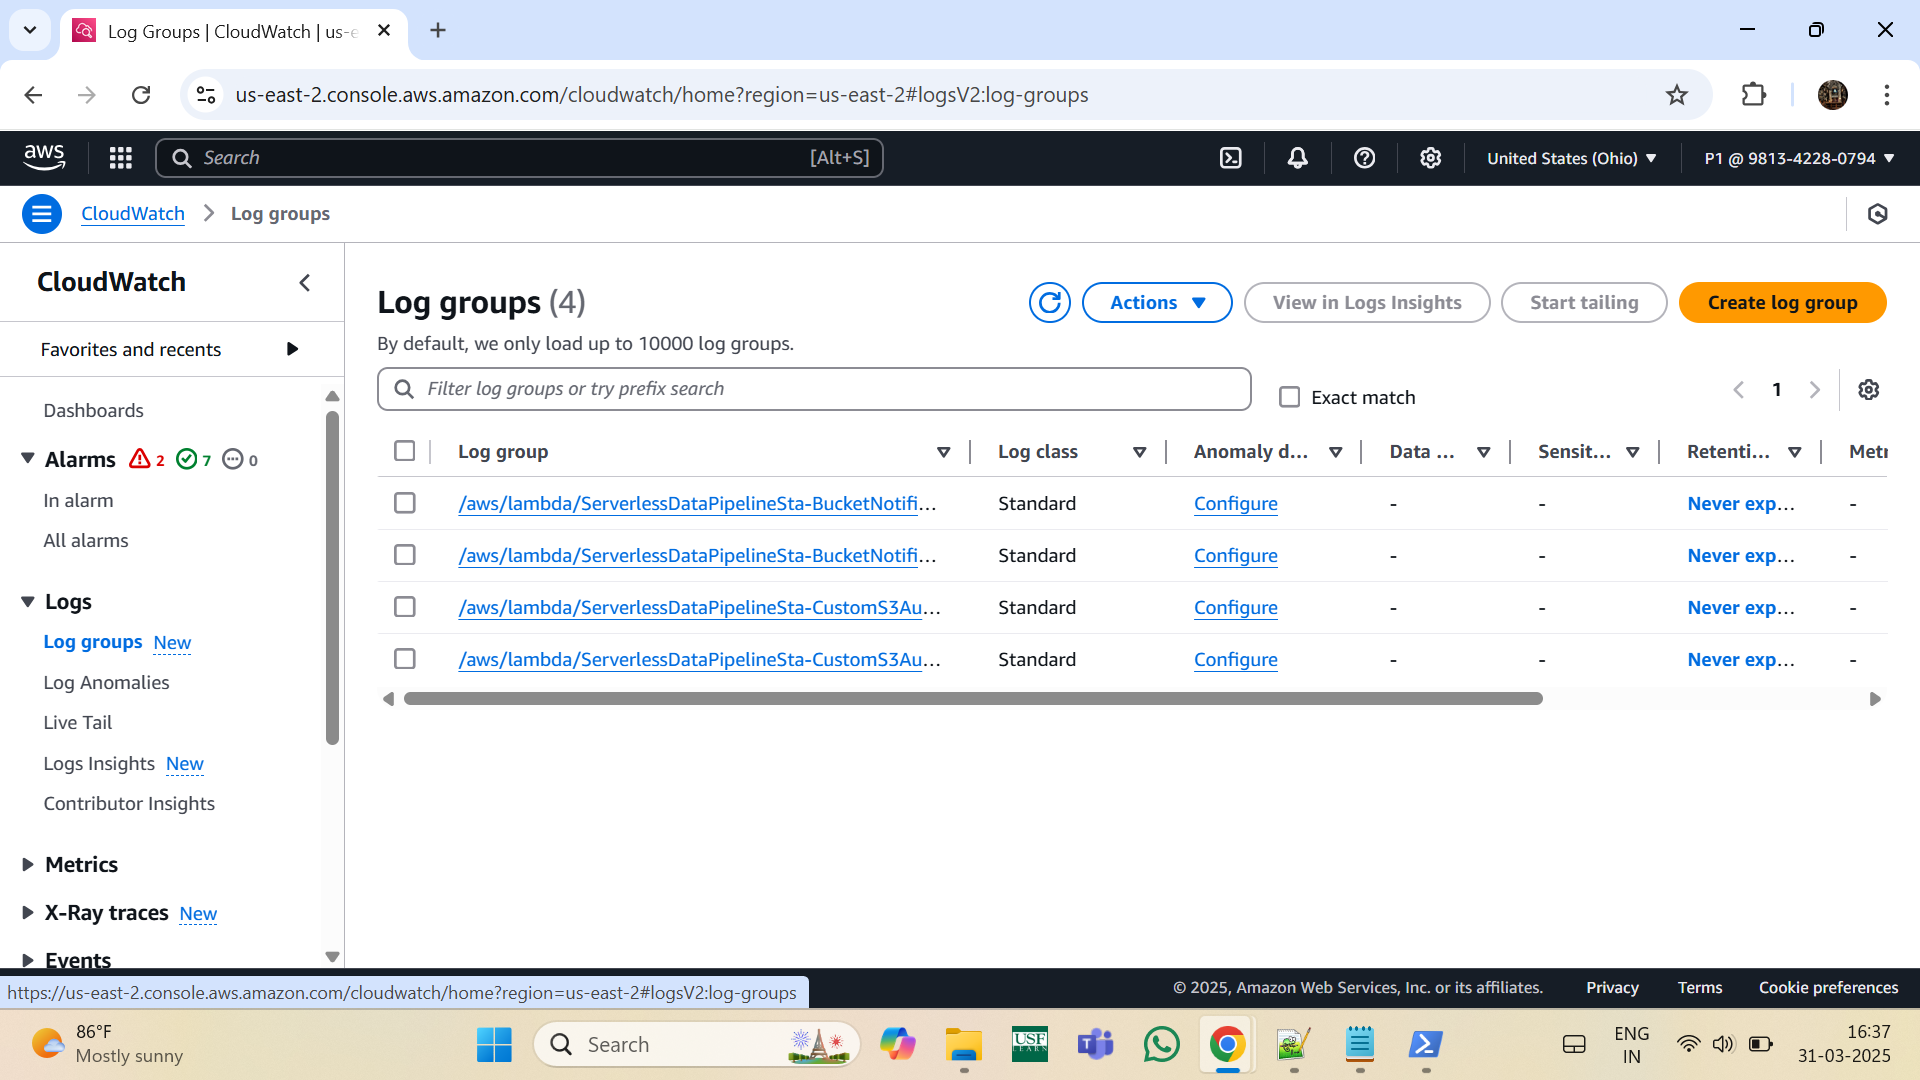 Log Groups | CloudWatch | us-e
us-east-2.console.aws.amazon.com/cloudwatch/home?region=us-east-2#logsV2:log-groups
aws
Search
[Alt+S]
United States (Ohio)
P1 @ 9813-4228-0794
CloudWatch
Log groups
CloudWatch
Favorites and recents
Dashboards
Alarms 2 7 0
In alarm
All alarms
Logs
Log groups New
Log Anomalies
Live Tail
Logs Insights New
Contributor Insights
Metrics
X-Ray traces New
Events
Log groups (4)
Actions
View in Logs Insights
Start tailing
Create log group
By default, we only load up to 10000 log groups.
Filter log groups or try prefix search
Exact match
1
Log group Log class Anomaly d... Data ... Sensit... Retenti... Metr
/aws/lambda/ServerlessDataPipelineSta-BucketNotifi... Standard Configure - - Never exp... -
/aws/lambda/ServerlessDataPipelineSta-BucketNotifi... Standard Configure - - Never exp... -
/aws/lambda/ServerlessDataPipelineSta-CustomS3Au... Standard Configure - - Never exp... -
/aws/lambda/ServerlessDataPipelineSta-CustomS3Au... Standard Configure - - Never exp... -
https://us-east-2.console.aws.amazon.com/cloudwatch/home?region=us-east-2#logsV2:log-groups
© 2025, Amazon Web Services, Inc. or its affiliates.
Privacy
Terms
Cookie preferences
86°F
Mostly sunny
Search
USF
LEARN
ENG
IN
16:37
31-03-2025